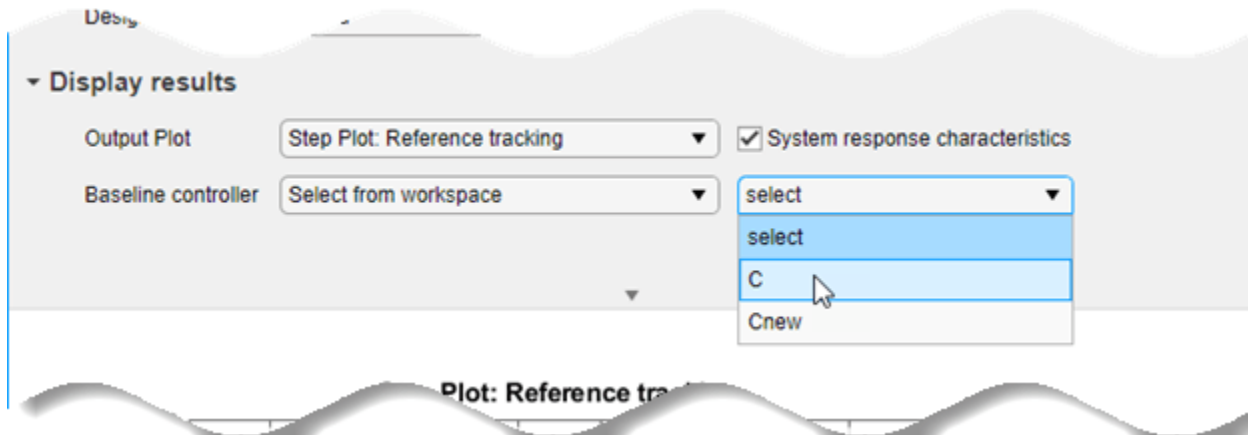 Display results
Output Plot Step Plot: Reference tracking System response characteristics
Baseline controller Select from workspace select
select
C
Cnew
Plot: Reference